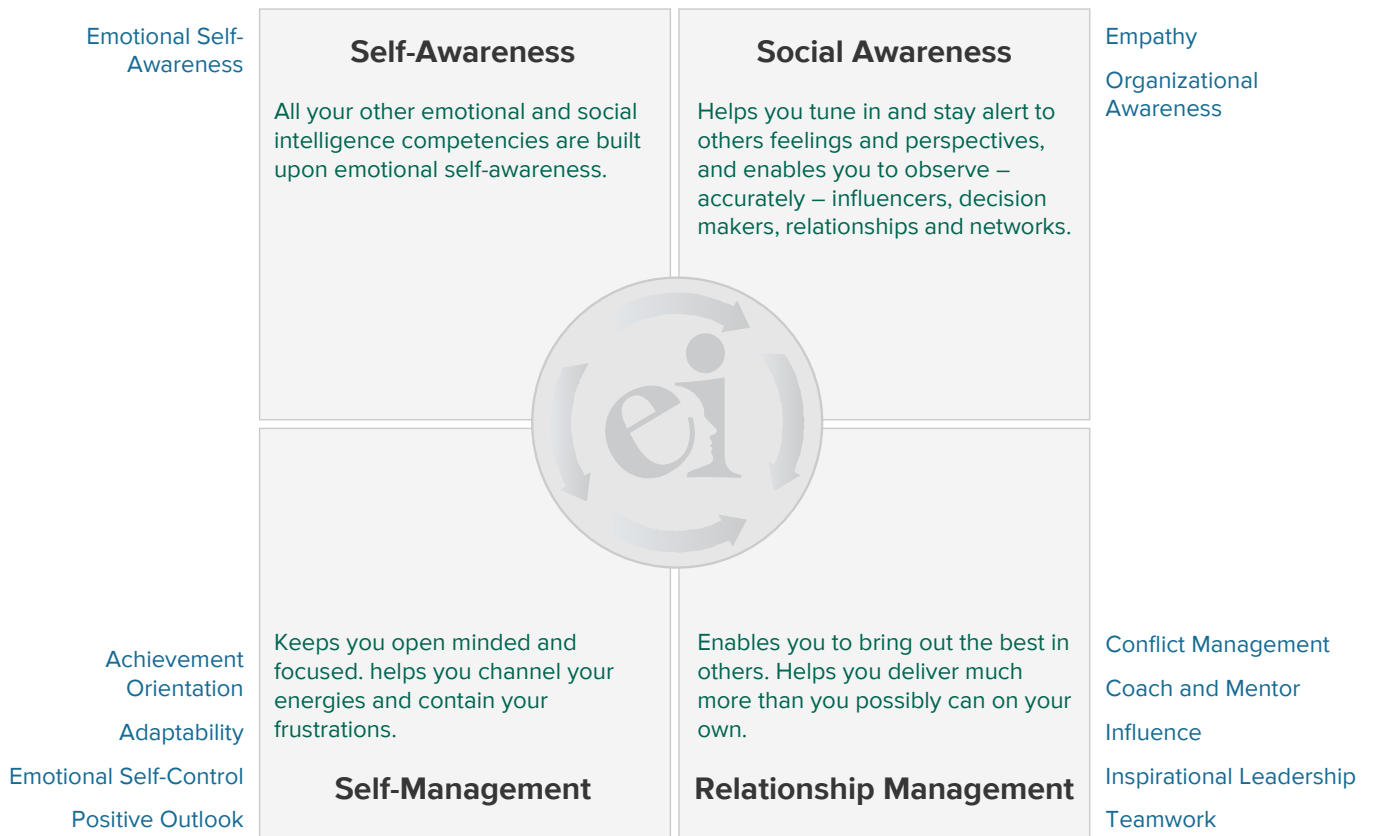 Emotional Self-
Awareness
Self-Awareness
All your other emotional and social
intelligence competencies are built
upon emotional self-awareness.
Social Awareness
Helps you tune in and stay alert to
others feelings and perspectives,
and enables you to observe –
accurately – influencers, decision
makers, relationships and networks.
Empathy
Organizational
Awareness
ei
Achievement
Orientation
Adaptability
Emotional Self-Control
Positive Outlook
Keeps you open minded and
focused. helps you channel your
energies and contain your
frustrations.
Self-Management
Enables you to bring out the best in
others. Helps you deliver much
more than you possibly can on your
own.
Relationship Management
Conflict Management
Coach and Mentor
Influence
Inspirational Leadership
Teamwork